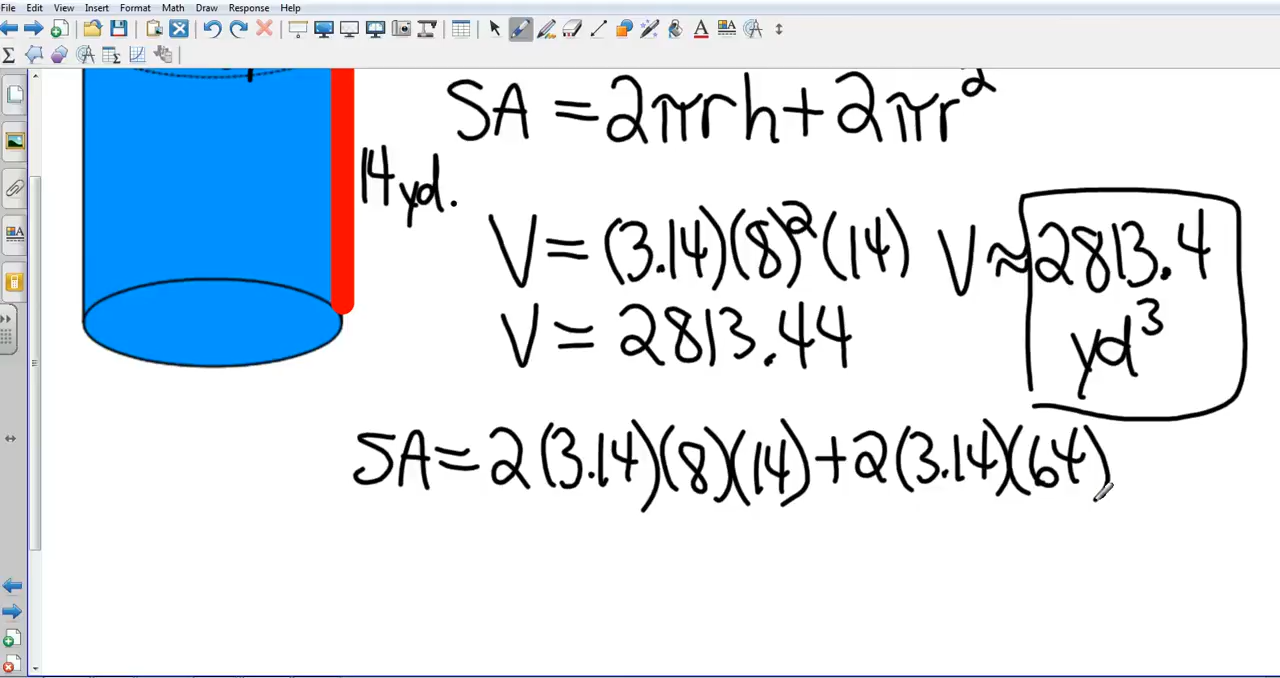 File Edit View Insert Format Math Draw Response Help
SA = 2πrh + 2πr²
14 yd.
V = (3.14)(8)²(14) V ≈ 2813.4
yd³
V = 2813.44
SA = 2(3.14)(8)(14) + 2(3.14)(64)